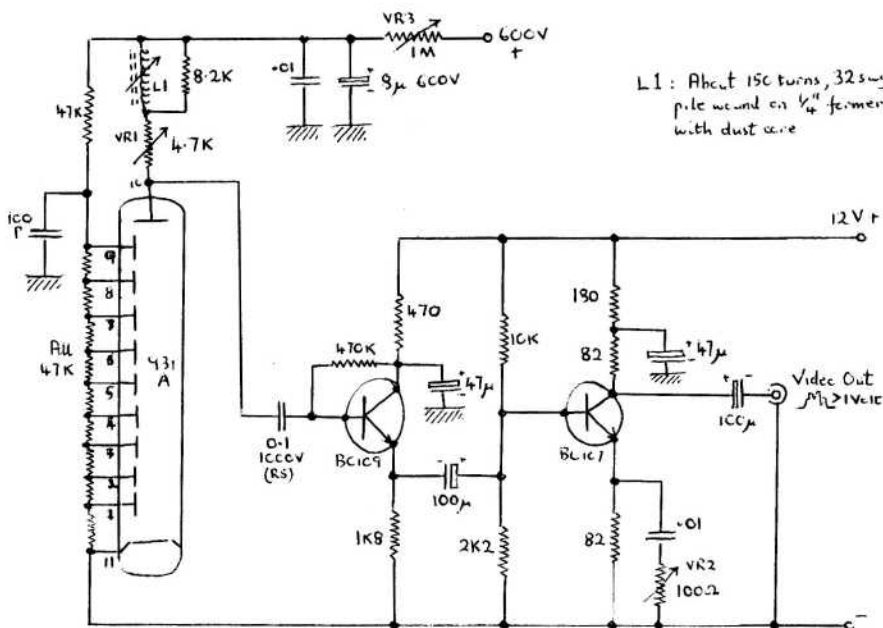 VR3
1M
600V
+
L1
8.2K
.01
+
-
8µ 600V
L1: About 150 turns, 32 swg
pile wound on 1/4" former
with dust core
47K
VR1
4.7K
10
100
P
12V +
9
8
7
6
5
4
3
2
1
11
All
47K
931
A
470
470K
+
-
47µ
10K
180
82
+
-
47µ
0.1
1000V
(RS)
BC109
- +
100µ
BC107
+ -
100µ
Video Out
>1Volt
1K8
2K2
82
.01
VR2
100Ω
-